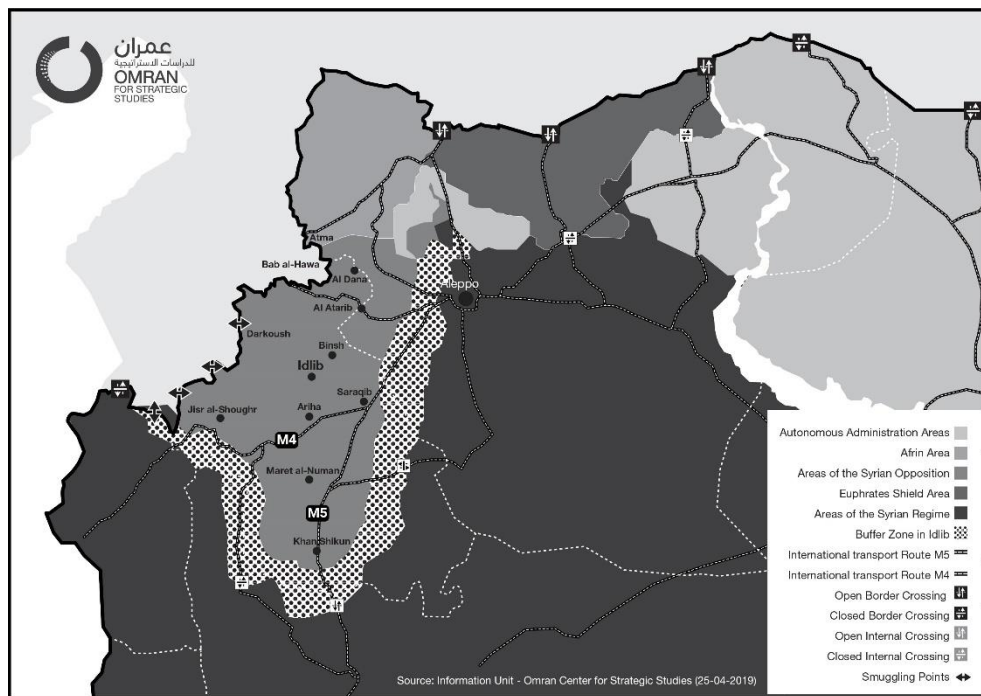 عمران
للدراسات الاستراتيجية
OMRAN
FOR STRATEGIC
STUDIES
Atma
Bab al-Hawa
Al Dana
Aleppo
Al Atarib
Darkoush
Binsh
Idlib
Saraqib
Jisr al-Shoughr
Ariha
M4
Maret al-Numan
M5
Khan Shikun
Autonomous Administration Areas
Afrin Area
Areas of the Syrian Opposition
Euphrates Shield Area
Areas of the Syrian Regime
Buffer Zone in Idlib
International transport Route M5
International transport Route M4
Open Border Crossing
Closed Border Crossing
Open Internal Crossing
Closed Internal Crossing
Smuggling Points
Source: Information Unit - Omran Center for Strategic Studies (25-04-2019)